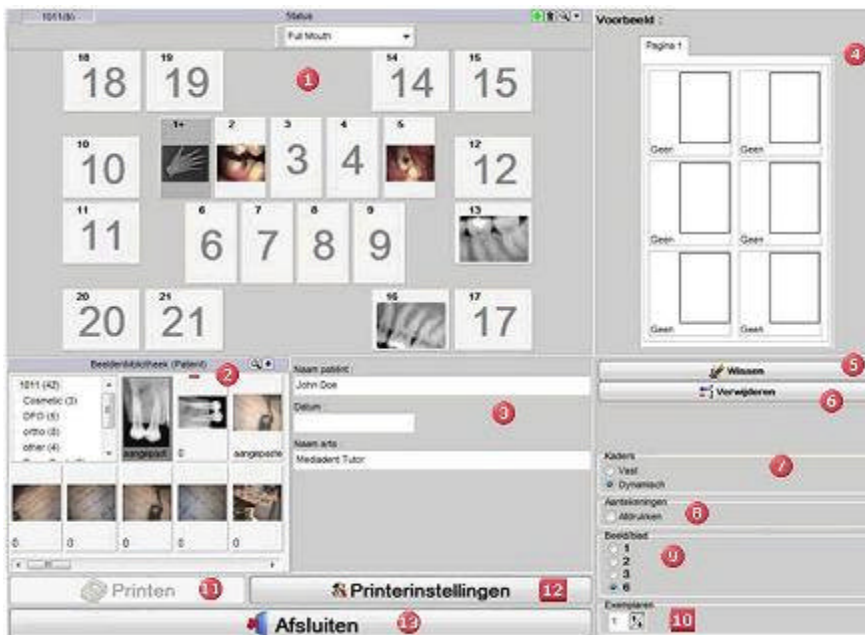 1011(6) Status
Full Mouth
18 19 14 15
18 19 14 15
1+ 2 3 4 5
10 12
10 3 4 12
11 13
11
6 7 8 9
6 7 8 9
20 21 16 17
20 21 17
Beeldenbibliotheek (Patient)
1011 (42)
Cosmetic (3)
ortho (3)
other (4)
aangepast 0 aangepaste
0 0 0 0 0
Naam patiënt
John Doe
Datum
Naam arts
Mediadent Tutor
Printen
Printerinstellingen
Afsluiten
Voorbeeld :
Pagina 1
Geen Geen
Geen Geen
Geen Geen
Wissen
Verwijderen
Kaders
Vast
Dynamisch
Aantekeningen
Afdrukken
Beeld/blad
1
2
3
6
Exemplaren
1
1
2
3
4
5
6
7
8
9
10
11
12
13